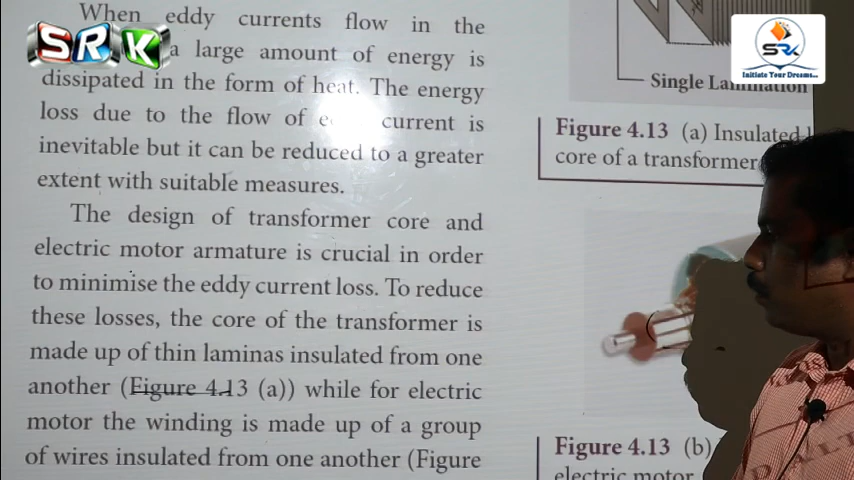 When eddy currents flow in the
a large amount of energy is
dissipated in the form of heat. The energy
loss due to the flow of current is
inevitable but it can be reduced to a greater
extent with suitable measures.
The design of transformer core and
electric motor armature is crucial in order
to minimise the eddy current loss. To reduce
these losses, the core of the transformer is
made up of thin laminas insulated from one
another (Figure 4.13 (a)) while for electric
motor the winding is made up of a group
of wires insulated from one another (Figure
SRK
SRK
Initiate Your Dreams...
Single Lamination
Figure 4.13 (a) Insulated
core of a transformer
Figure 4.13 (b)
electric motor